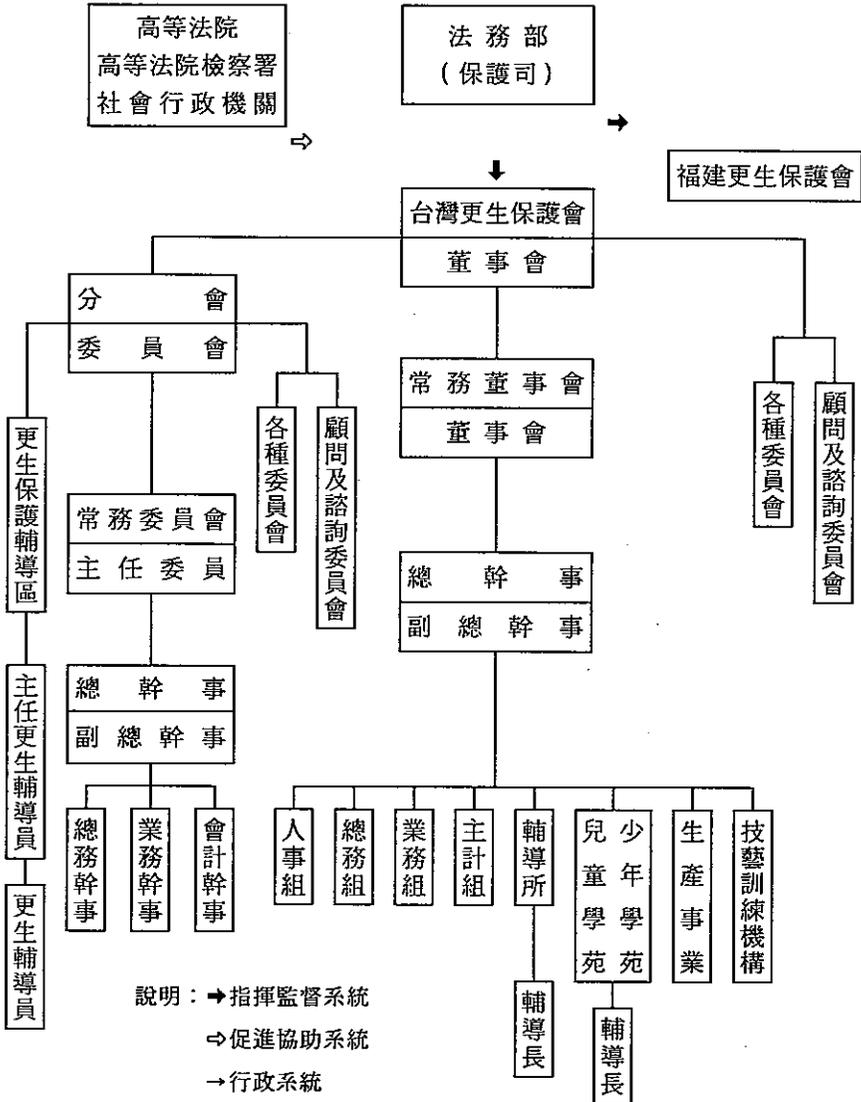 高等法院
高等法院檢察署
社會行政機關
法務部
(保護司)
⇨
➡
⬇
福建更生保護會
台灣更生保護會
董事會
分會
委員會
常務董事會
董事會
更生保護輔導區
各種委員會
顧問及諮詢委員會
各種委員會
顧問及諮詢委員會
常務委員會
主任委員
總幹事
副總幹事
主任更生輔導員
總幹事
副總幹事
更生輔導員
總務幹事
業務幹事
會計幹事
人事組
總務組
業務組
主計組
輔導所
少年學苑
兒童學苑
生產事業
技藝訓練機構
輔導長
輔導長
說明:➡指揮監督系統
⇨促進協助系統
→行政系統